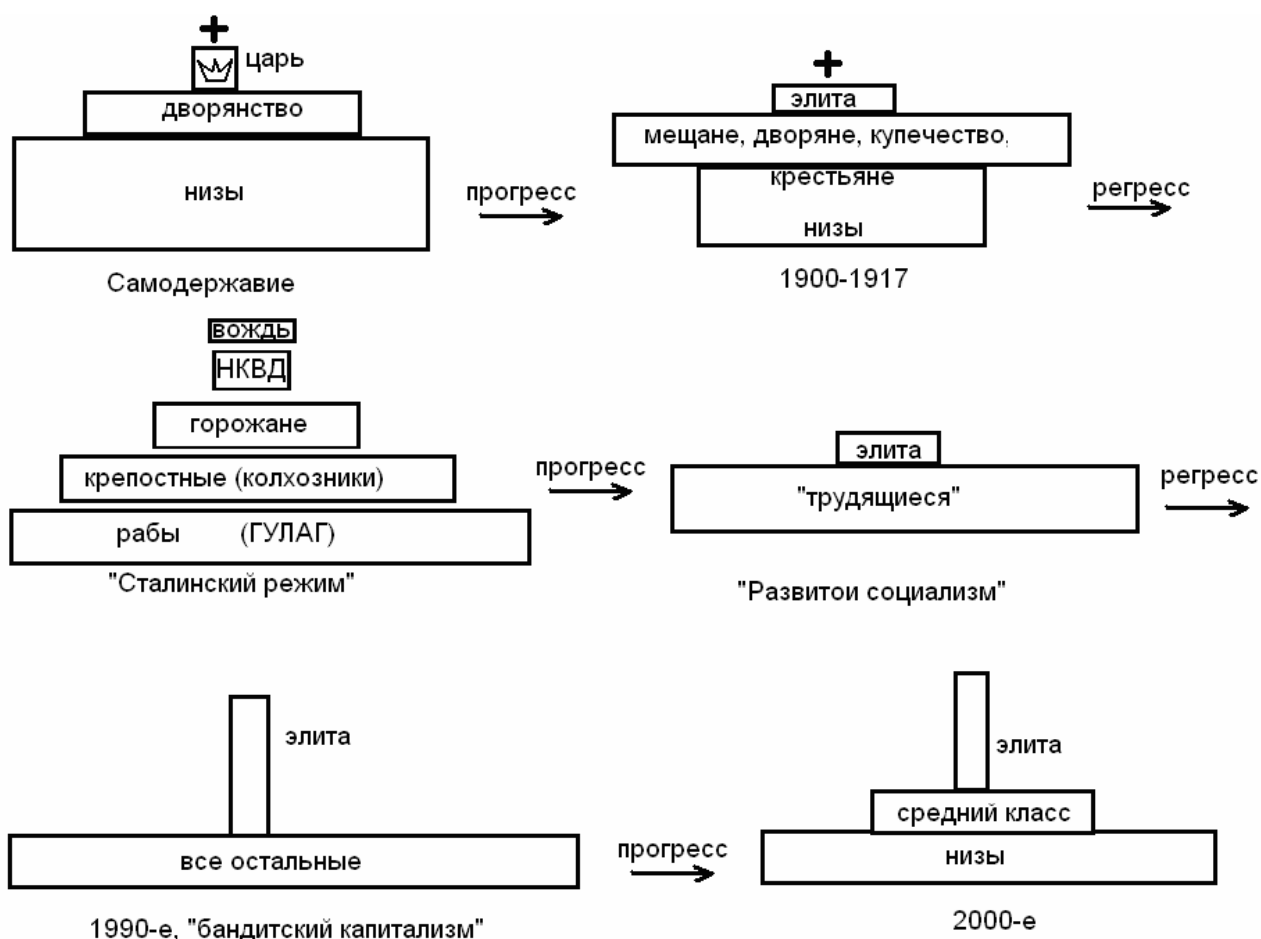 царь
дворянство
низы
Самодержавие
прогресс
элита
мещане, дворяне, купечество,
крестьяне
низы
1900-1917
регресс
вождь
НКВД
горожане
крепостные (колхозники)
рабы (ГУЛАГ)
"Сталинский режим"
прогресс
элита
"трудящиеся"
"Развитои социализм"
регресс
элита
все остальные
1990-е, "бандитский капитализм"
прогресс
элита
средний класс
низы
2000-е